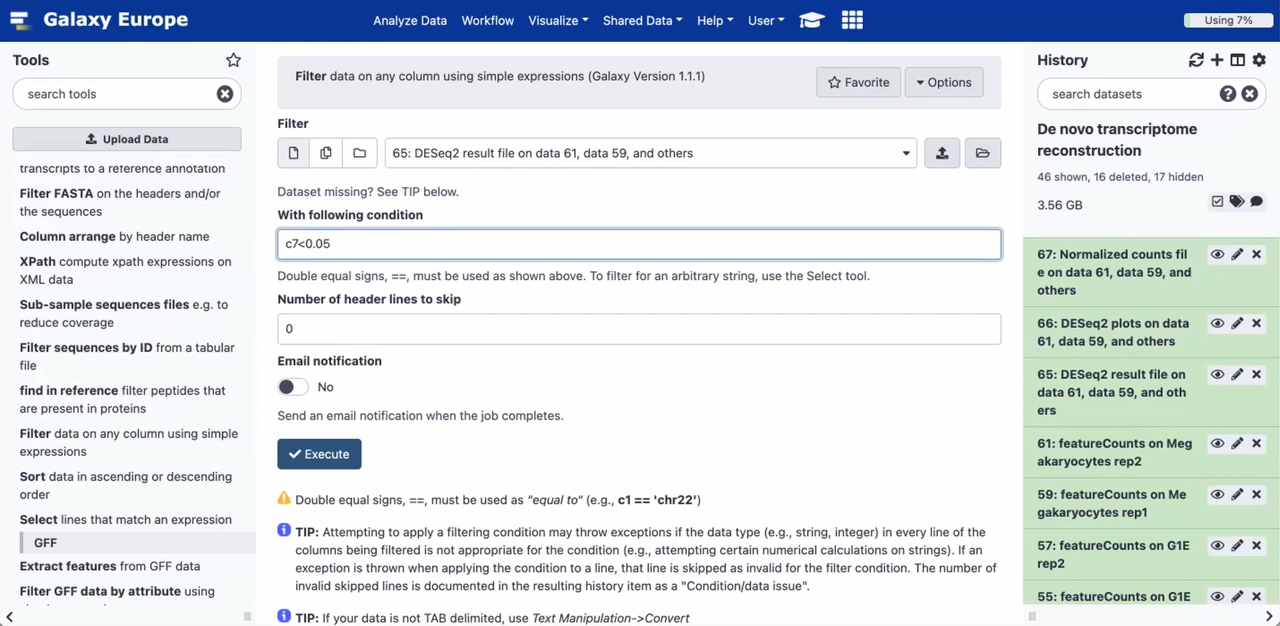 Galaxy Europe
Analyze Data Workflow Visualize Shared Data Help User
Using 7%
Tools
search tools
Upload Data
transcripts to a reference annotation
Filter FASTA on the headers and/or
the sequences
Column arrange by header name
XPath compute xpath expressions on
XML data
Sub-sample sequences files e.g. to
reduce coverage
Filter sequences by ID from a tabular
file
find in reference filter peptides that
are present in proteins
Filter data on any column using simple
expressions
Sort data in ascending or descending
order
Select lines that match an expression
GFF
Extract features from GFF data
Filter GFF data by attribute using
Filter data on any column using simple expressions (Galaxy Version 1.1.1)
Favorite
Options
Filter
65: DESeq2 result file on data 61, data 59, and others
Dataset missing? See TIP below.
With following condition
c7<0.05
Double equal signs, ==, must be used as shown above. To filter for an arbitrary string, use the Select tool.
Number of header lines to skip
0
Email notification
No
Send an email notification when the job completes.
Execute
Double equal signs, ==, must be used as "equal to" (e.g., c1 == 'chr22')
TIP: Attempting to apply a filtering condition may throw exceptions if the data type (e.g., string, integer) in every line of the
columns being filtered is not appropriate for the condition (e.g., attempting certain numerical calculations on strings). If an
exception is thrown when applying the condition to a line, that line is skipped as invalid for the filter condition. The number of
invalid skipped lines is documented in the resulting history item as a "Condition/data issue".
TIP: If your data is not TAB delimited, use Text Manipulation->Convert
History
search datasets
De novo transcriptome
reconstruction
46 shown, 16 deleted, 17 hidden
3.56 GB
67: Normalized counts fil
e on data 61, data 59, and
others
66: DESeq2 plots on data
61, data 59, and others
65: DESeq2 result file on
data 61, data 59, and oth
ers
61: featureCounts on Meg
akaryocytes rep2
59: featureCounts on Me
gakaryocytes rep1
57: featureCounts on G1E
rep2
55: featureCounts on G1E